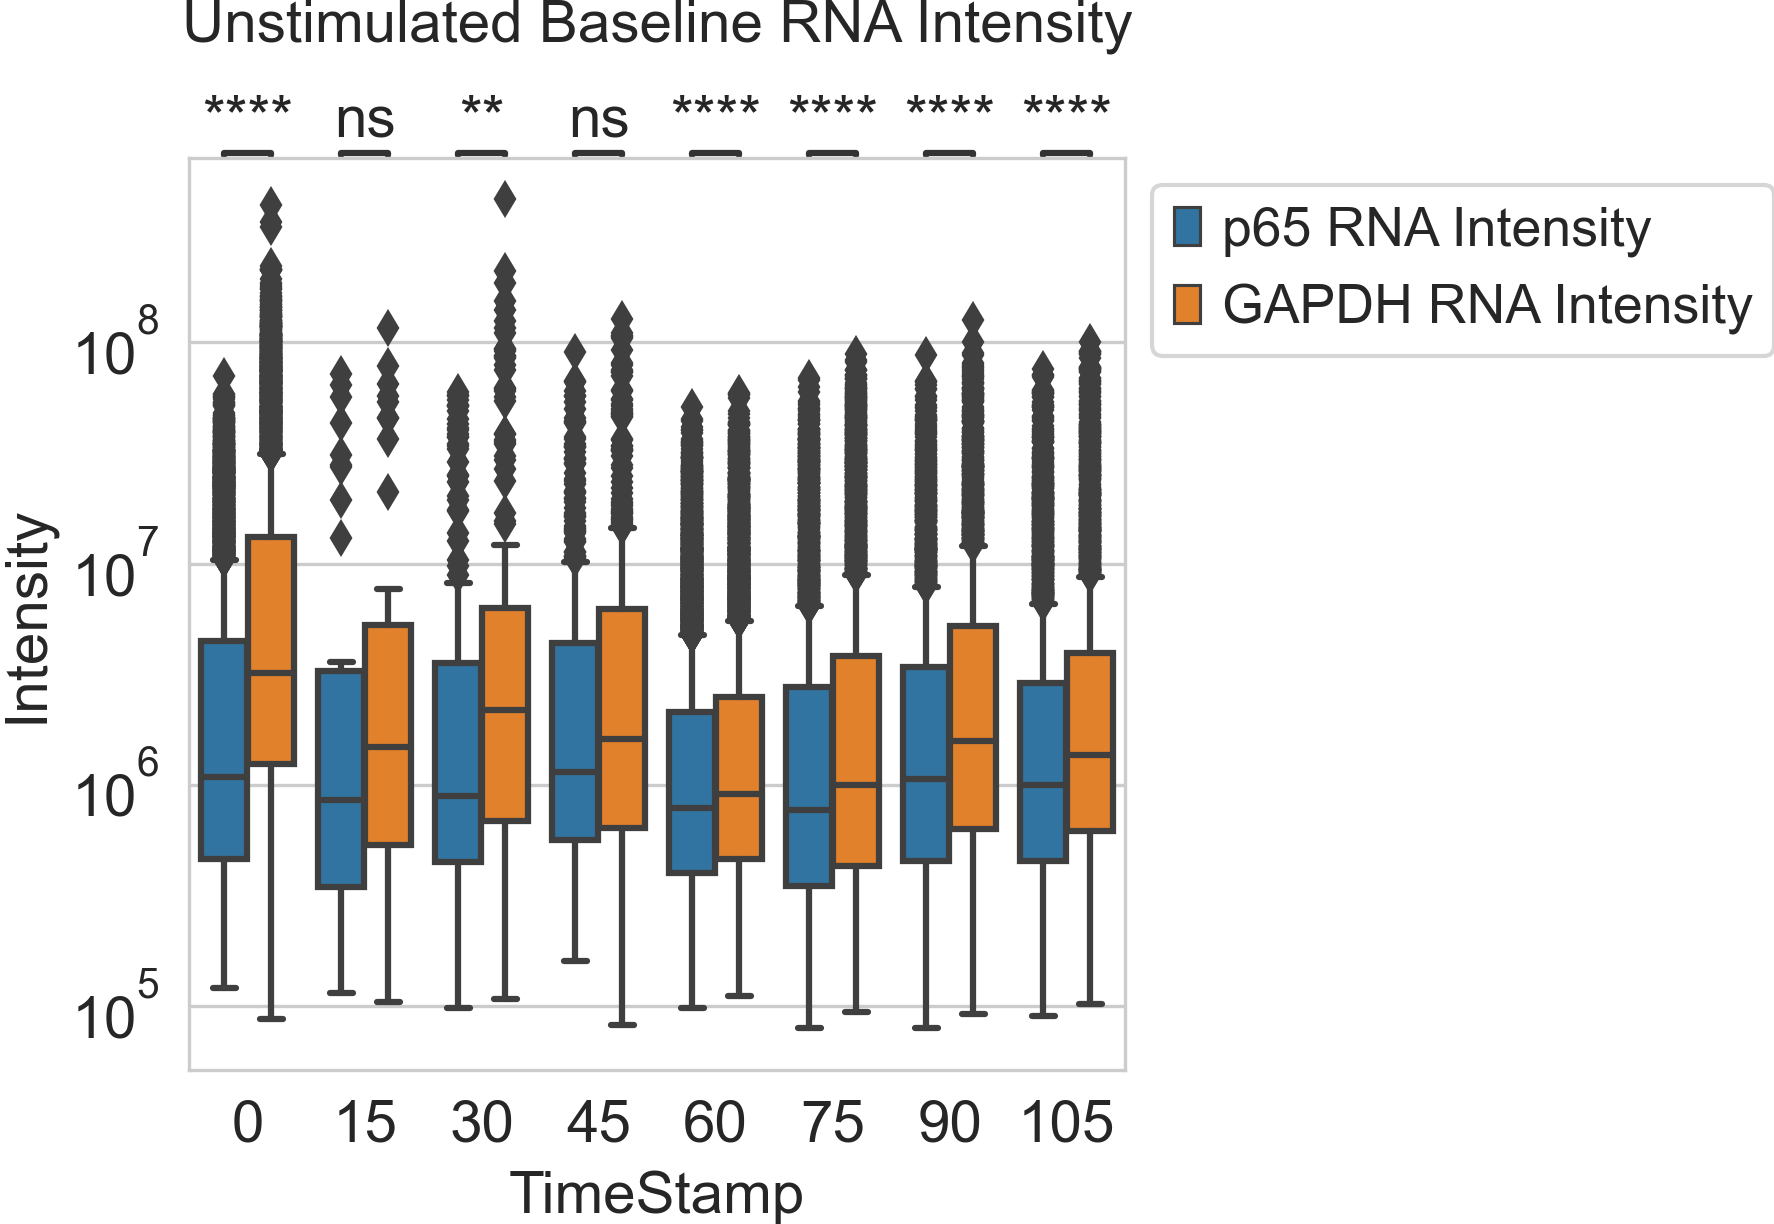 Unstimulated Baseline RNA Intensity
**** ns ** ns **** **** **** ****
p65 RNA Intensity
GAPDH RNA Intensity
Intensity
10^8
10^7
10^6
10^5
0 15 30 45 60 75 90 105
TimeStamp